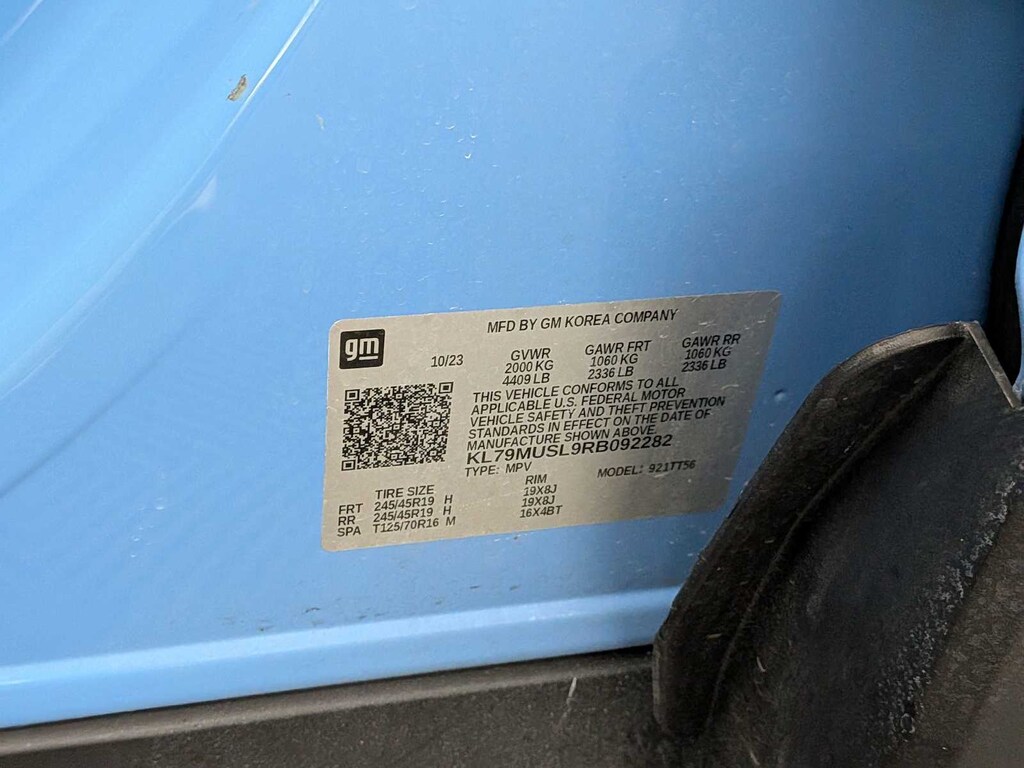 MFD BY GM KOREA COMPANY
gm
10/23 GVWR GAWR FRT GAWR RR
2000 KG 1060 KG 1060 KG
4409 LB 2336 LB 2336 LB
THIS VEHICLE CONFORMS TO ALL
APPLICABLE U.S. FEDERAL MOTOR
VEHICLE SAFETY AND THEFT PREVENTION
STANDARDS IN EFFECT ON THE DATE OF
MANUFACTURE SHOWN ABOVE.
KL79MUSL9RB092282
TYPE: MPV MODEL: 921TT56
TIRE SIZE RIM
FRT 245/45R19 H 19X8J
RR 245/45R19 H 19X8J
SPA T125/70R16 M 16X4BT